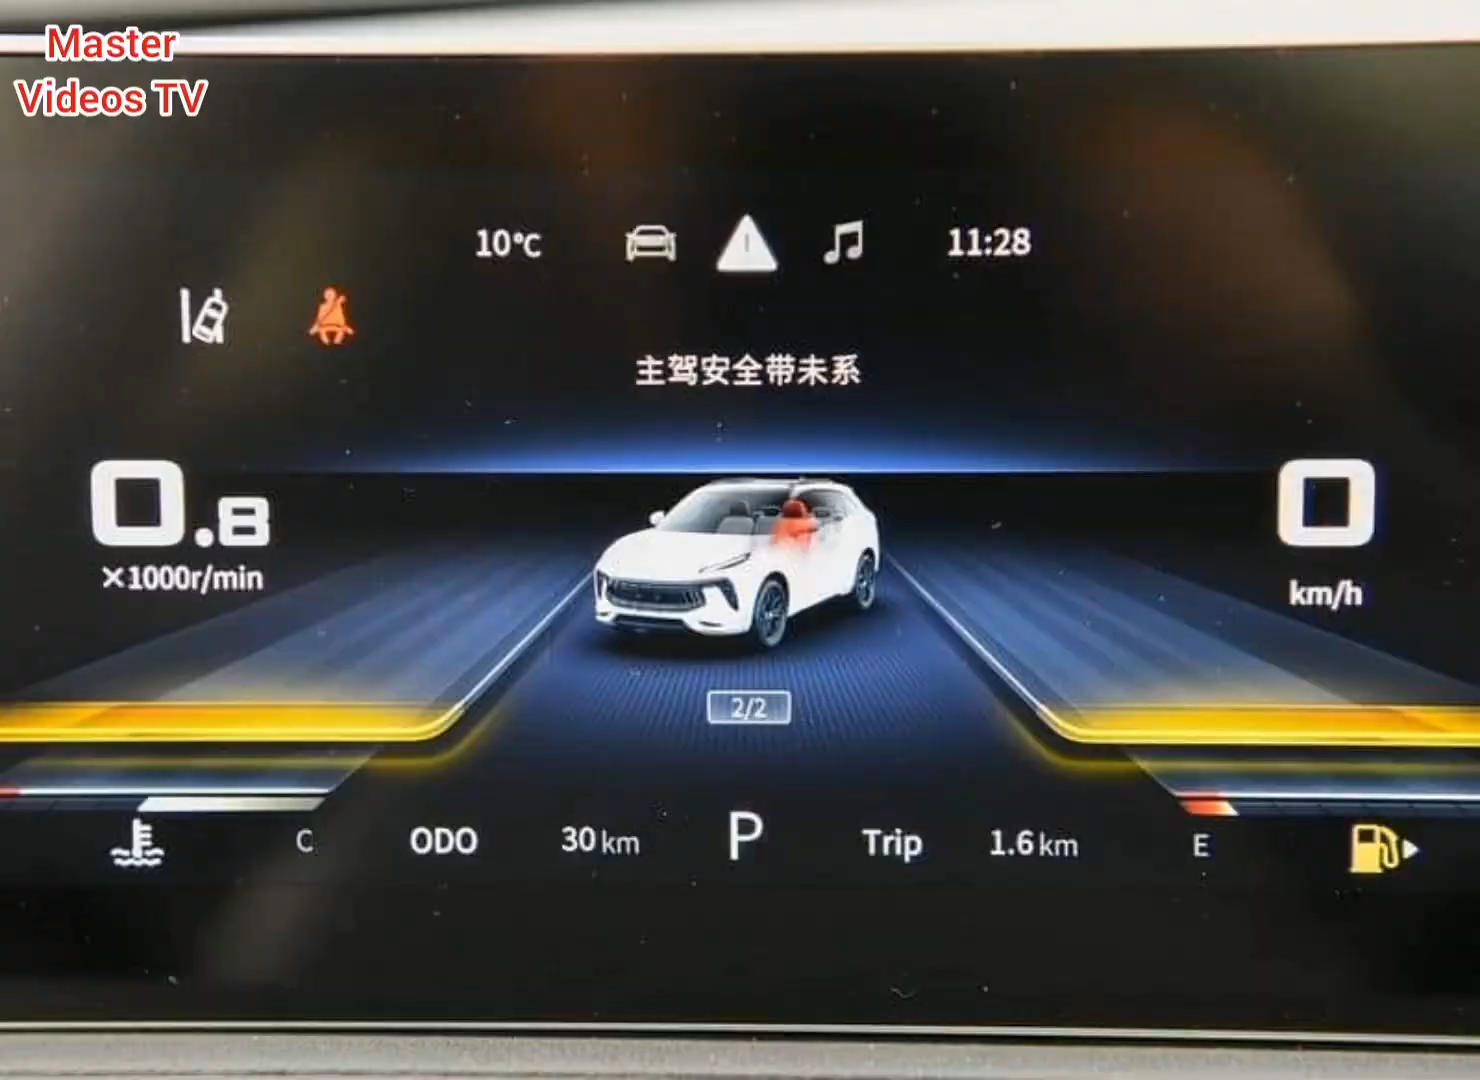 Master
Videos TV
10°C
11:28
主驾安全带未系
0.8
×1000r/min
0
km/h
2/2
C
ODO
30 km
P
Trip
1.6 km
E